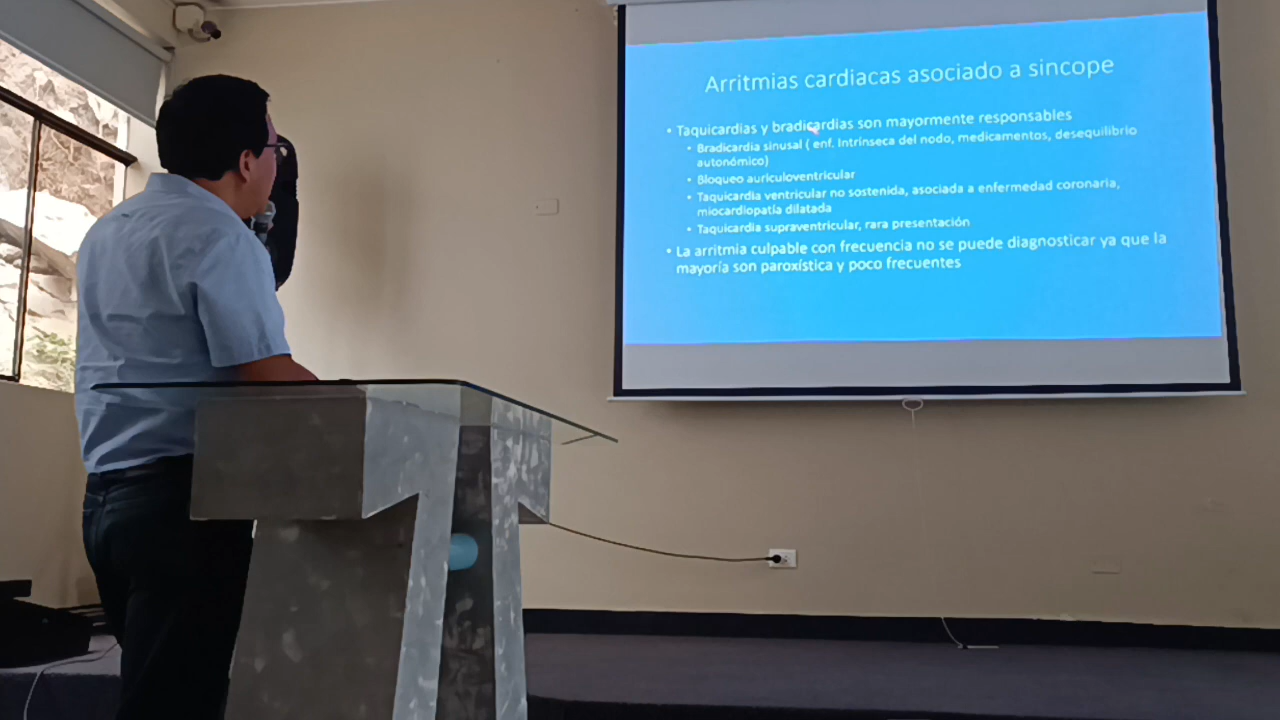 Arritmias cardiacas asociado a sincope
• Taquicardias y bradicardias son mayormente responsables
• Bradicardia sinusal ( enf. Intrínseca del nodo, medicamentos, desequilibrio
autonómico)
• Bloqueo auriculoventricular
• Taquicardia ventricular no sostenida, asociada a enfermedad coronaria,
miocardiopatía dilatada
• Taquicardia supraventricular, rara presentación
• La arritmia culpable con frecuencia no se puede diagnosticar ya que la
mayoría son paroxística y poco frecuentes